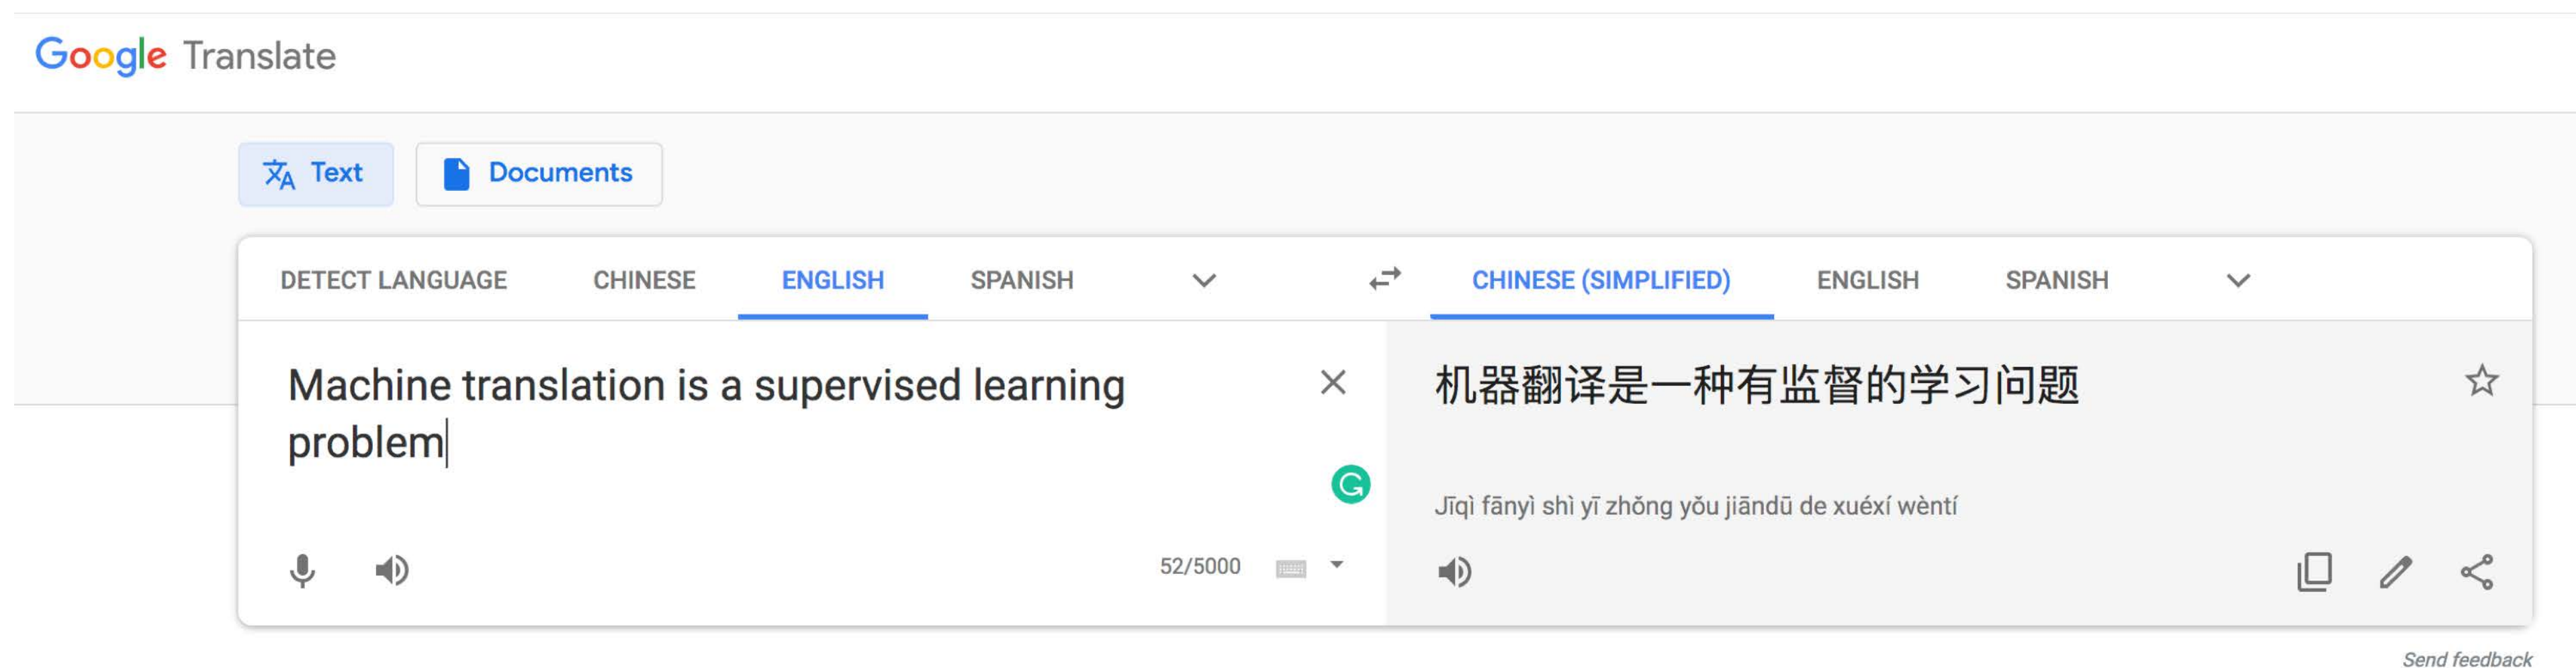 Google Translate
Text
Documents
DETECT LANGUAGE CHINESE ENGLISH SPANISH
CHINESE (SIMPLIFIED) ENGLISH SPANISH
Machine translation is a supervised learning
problem
52/5000
机器翻译是一种有监督的学习问题
Jīqì fānyì shì yī zhǒng yǒu jiāndū de xuéxí wèntí
Send feedback